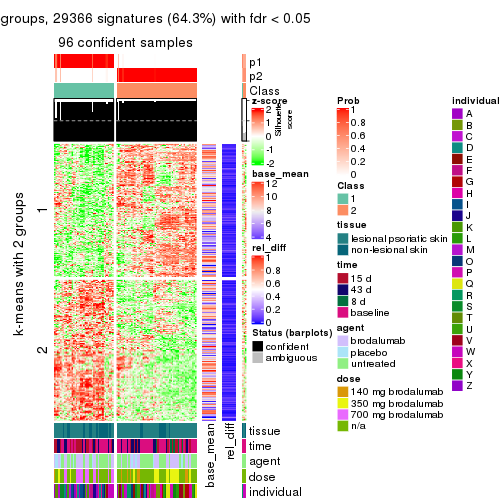 groups, 29366 signatures (64.3%) with fdr < 0.05
96 confident samples
p1
p2
Class
Silhouette
score
k-means with 2 groups
1
2
z-score
2
1
0
-1
-2
base_mean
12
10
8
6
4
rel_diff
1
0.8
0.6
0.4
0.2
0
Status (barplots)
confident
ambiguous
base_mean
rel_diff
tissue
time
agent
dose
individual
Prob
1
0.8
0.6
0.4
0.2
0
Class
1
2
tissue
lesional psoriatic skin
non-lesional skin
time
15 d
43 d
8 d
baseline
agent
brodalumab
placebo
untreated
dose
140 mg brodalumab
350 mg brodalumab
700 mg brodalumab
n/a
individual
A
B
C
D
E
F
G
H
I
J
K
L
M
O
P
Q
R
S
T
U
V
W
X
Y
Z